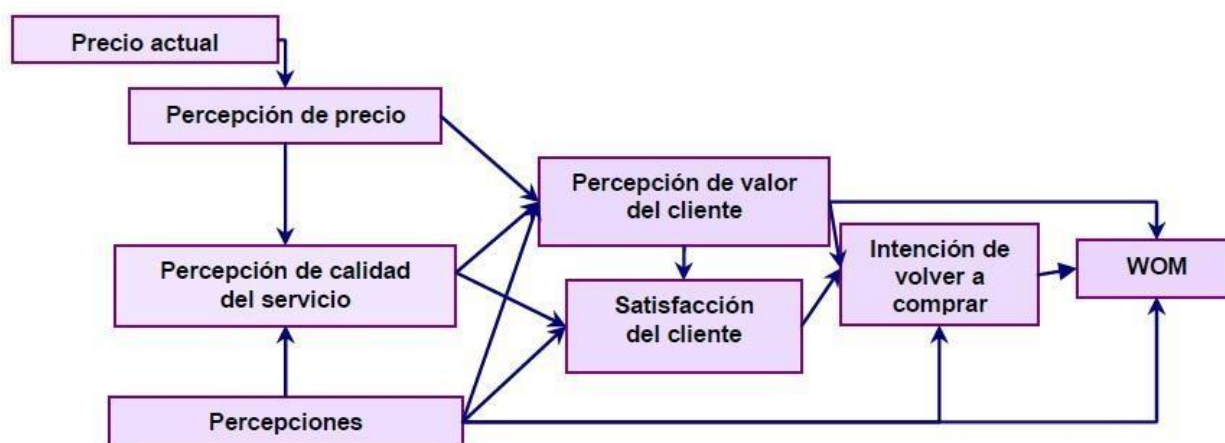 Precio actual
Percepción de precio
Percepción de valor
del cliente
Percepción de calidad
del servicio
Satisfacción
del cliente
Intención de
volver a
comprar
WOM
Percepciones